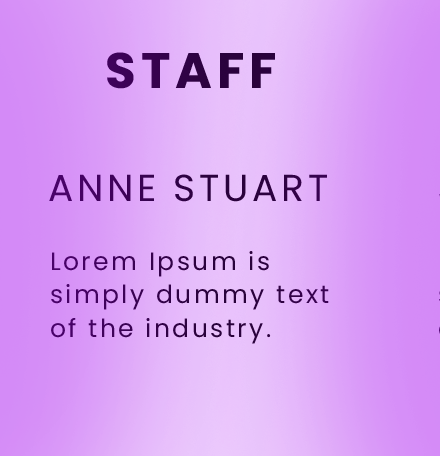 STAFF
ANNE STUART
Lorem Ipsum is
simply dummy text
of the industry.